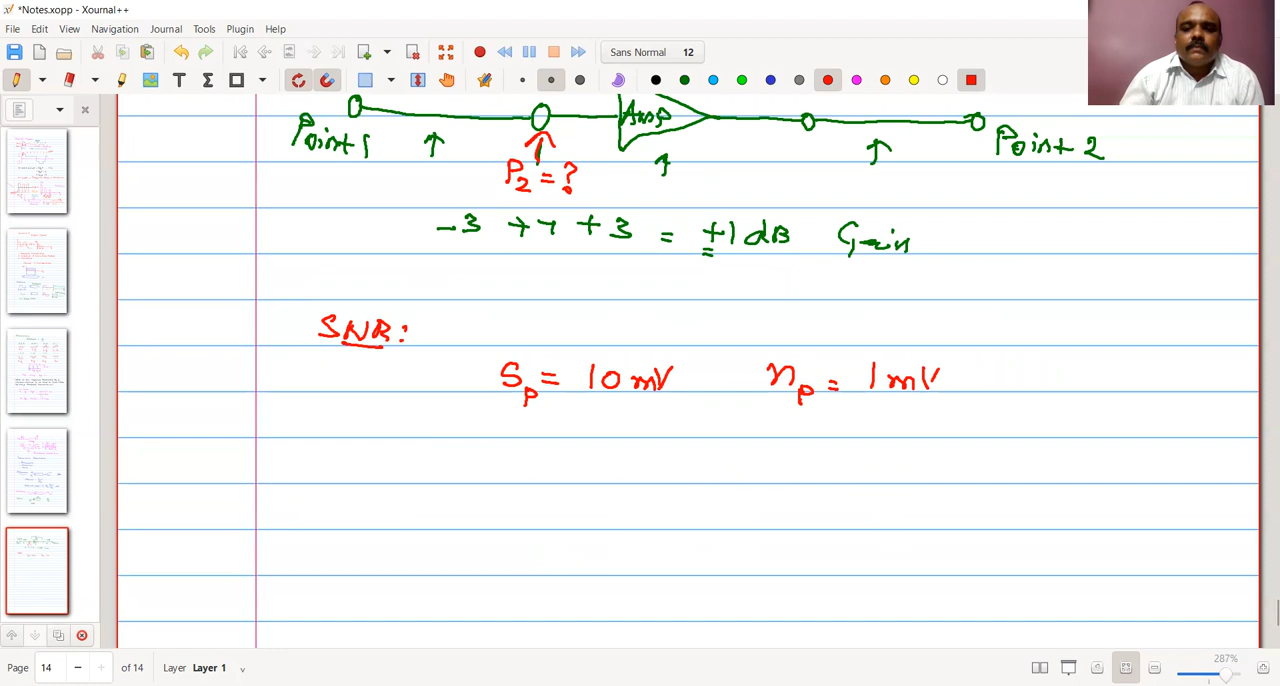 *Notes.xopp - Xournal++
File Edit View Navigation Journal Tools Plugin Help
Sans Normal 12
Amp
Point 1
Point 2
P2 = ?
-3 +4 +3 = +1 dB Gain
SNR:
Sp = 10 mV np = 1 mV
287%
Page 14 of 14 Layer Layer 1